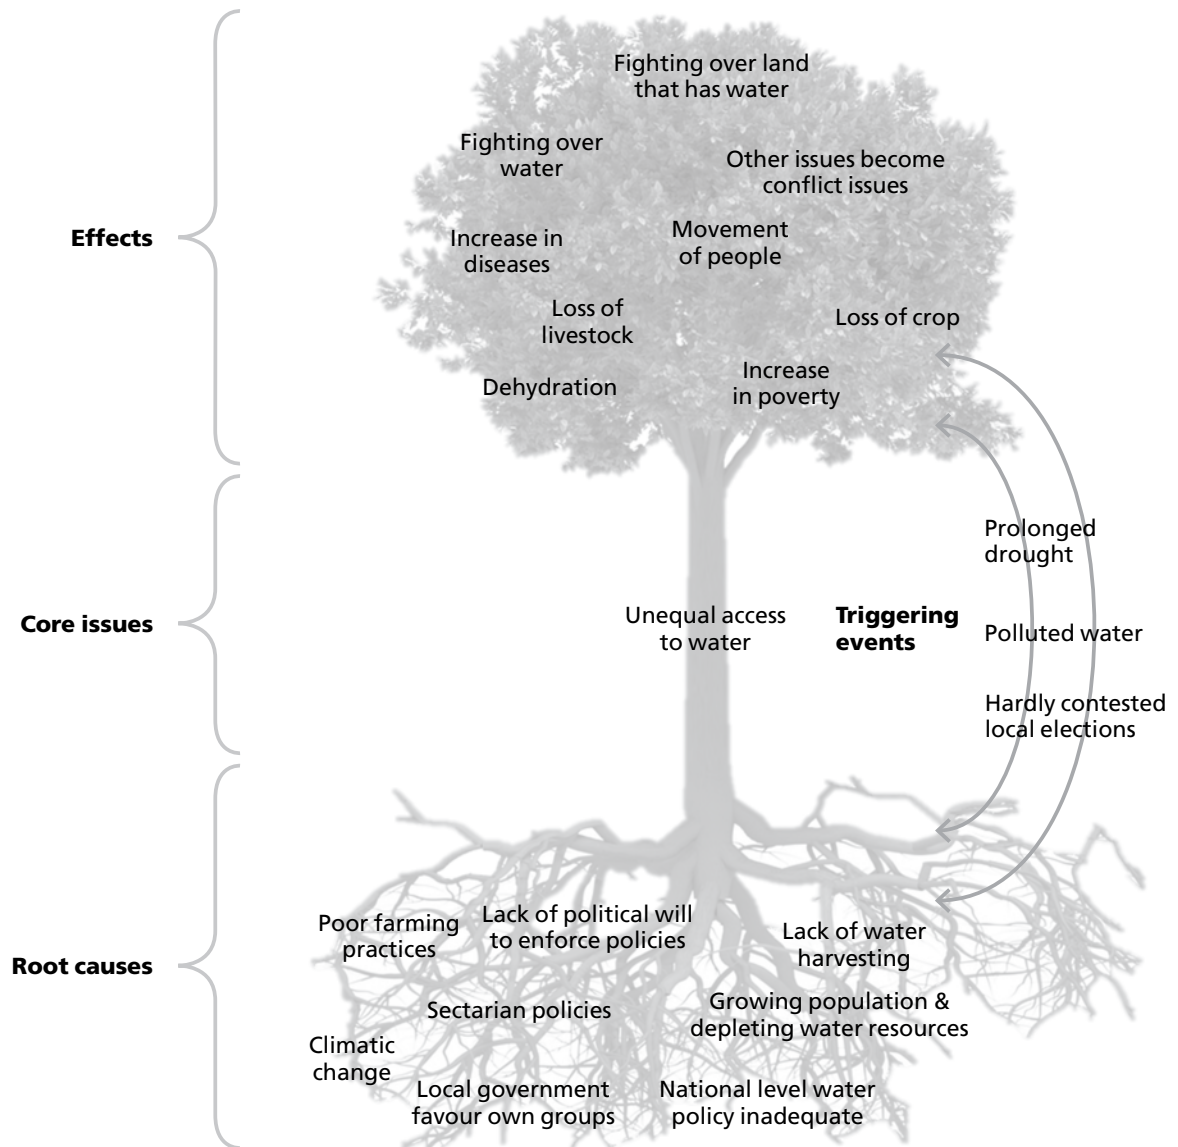 Fighting over land
that has water
Fighting over
water
Other issues become
conflict issues
Effects
Increase in
diseases
Movement
of people
Loss of
livestock
Loss of crop
Dehydration
Increase
in poverty
Prolonged
drought
Core issues
Unequal access
to water
Triggering
events
Polluted water
Hardly contested
local elections
Root causes
Poor farming
practices
Lack of political will
to enforce policies
Lack of water
harvesting
Sectarian policies
Growing population &
depleting water resources
Climatic
change
Local government
favour own groups
National level water
policy inadequate